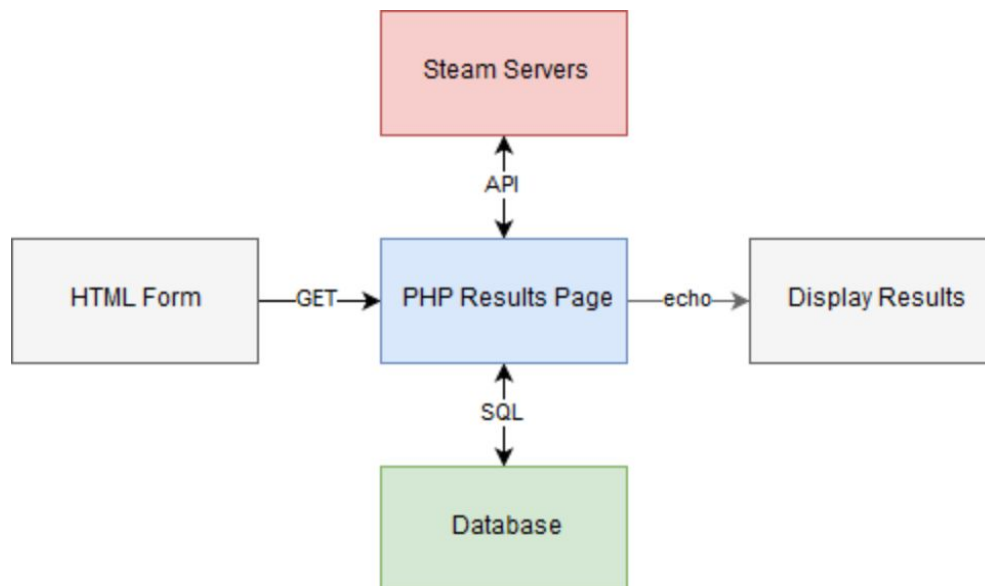 Steam Servers
API
HTML Form
GET
PHP Results Page
echo
Display Results
SQL
Database